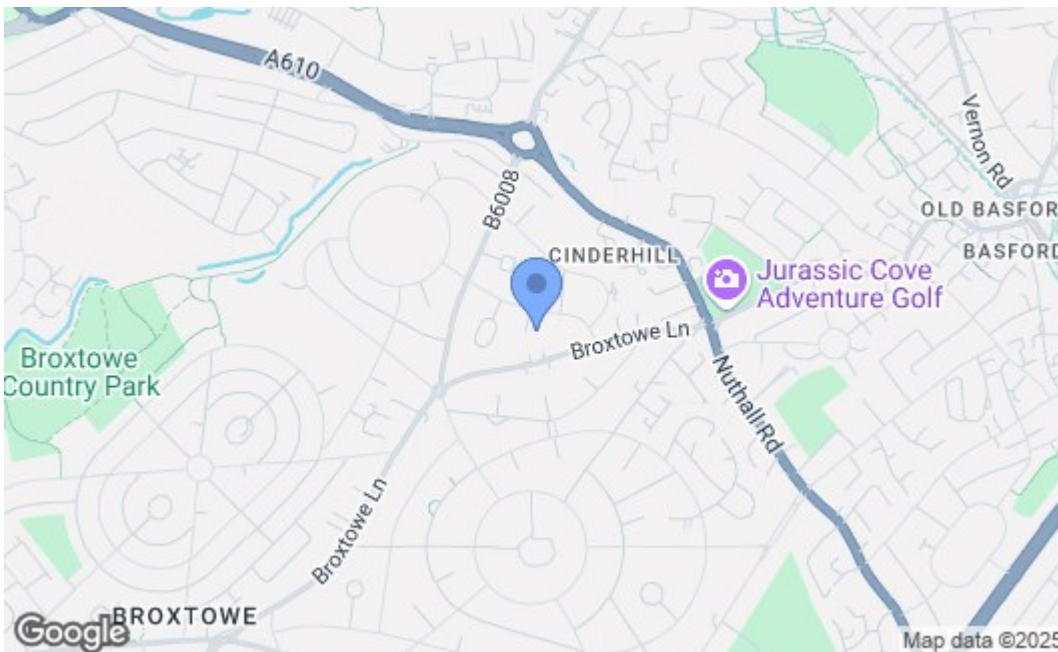 A610
B6008
Vernon Rd
OLD BASFOR
BASFORD
CINDERHILL
Jurassic Cove
Adventure Golf
Broxtowe Ln
Broxtowe
Country Park
Nuthall Rd
Broxtowe Ln
BROXTOWE
Google
Map data ©2025